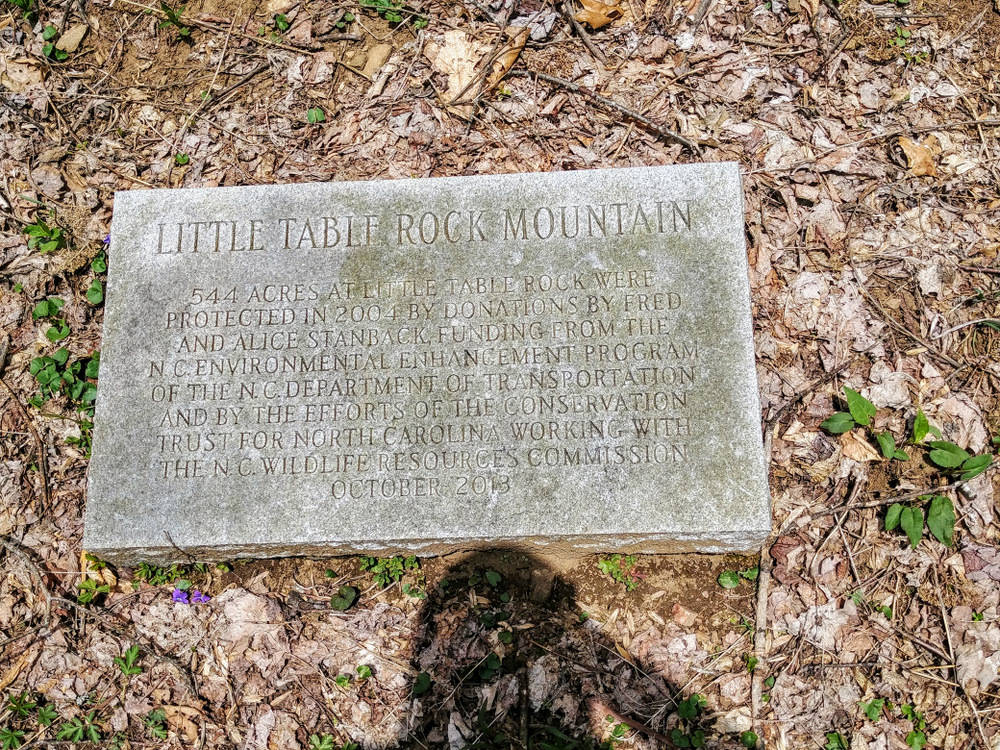 LITTLE TABLE ROCK MOUNTAIN
544 ACRES AT LITTLE TABLE ROCK WERE
PROTECTED IN 2004 BY DONATIONS BY FRED
AND ALICE STANBACK, FUNDING FROM THE
N.C. ENVIRONMENTAL ENHANCEMENT PROGRAM
OF THE N.C. DEPARTMENT OF TRANSPORTATION
AND BY THE EFFORTS OF THE CONSERVATION
TRUST FOR NORTH CAROLINA WORKING WITH
THE N.C. WILDLIFE RESOURCES COMMISSION
OCTOBER 2013